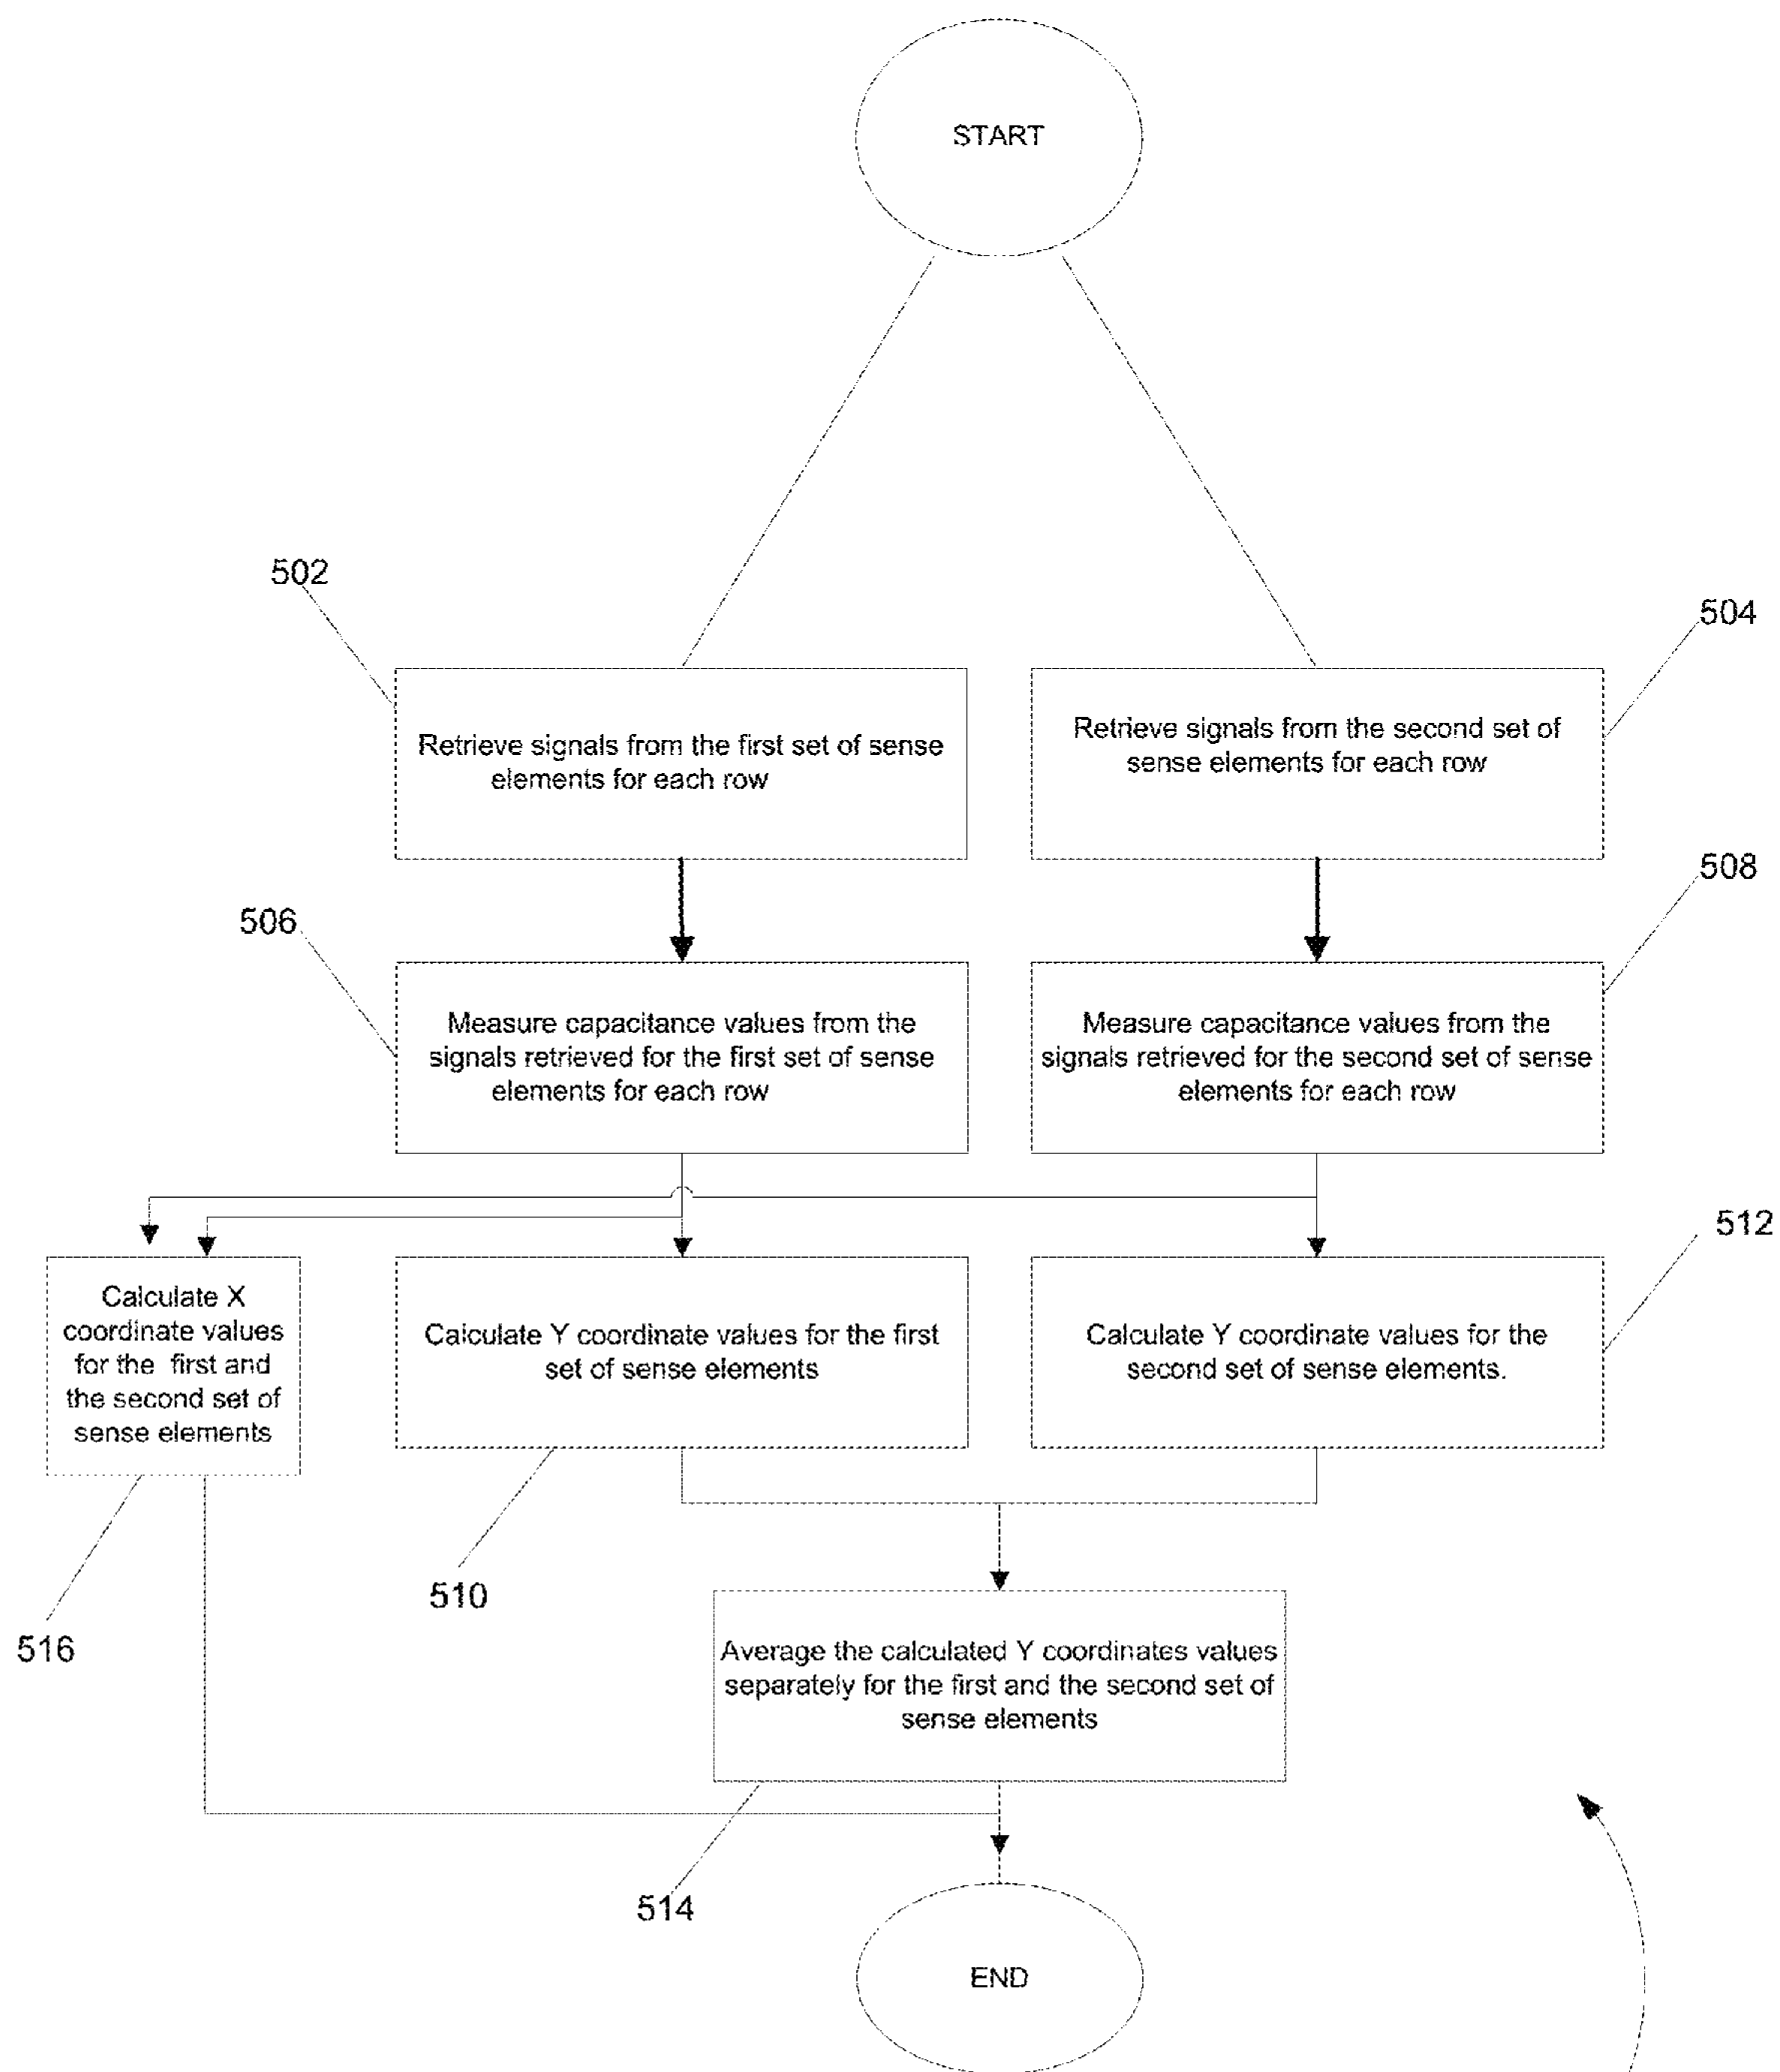 START
502
504
Retrieve signals from the first set of sense
elements for each row
Retrieve signals from the second set of
sense elements for each row
506
508
Measure capacitance values from the
signals retrieved for the first set of sense
elements for each row
Measure capacitance values from the
signals retrieved for the second set of sense
elements for each row
512
Calculate X
coordinate values
for the first and
the second set of
sense elements
Calculate Y coordinate values for the first
set of sense elements
Calculate Y coordinate values for the
second set of sense elements.
510
516
Average the calculated Y coordinates values
separately for the first and the second set of
sense elements
514
END